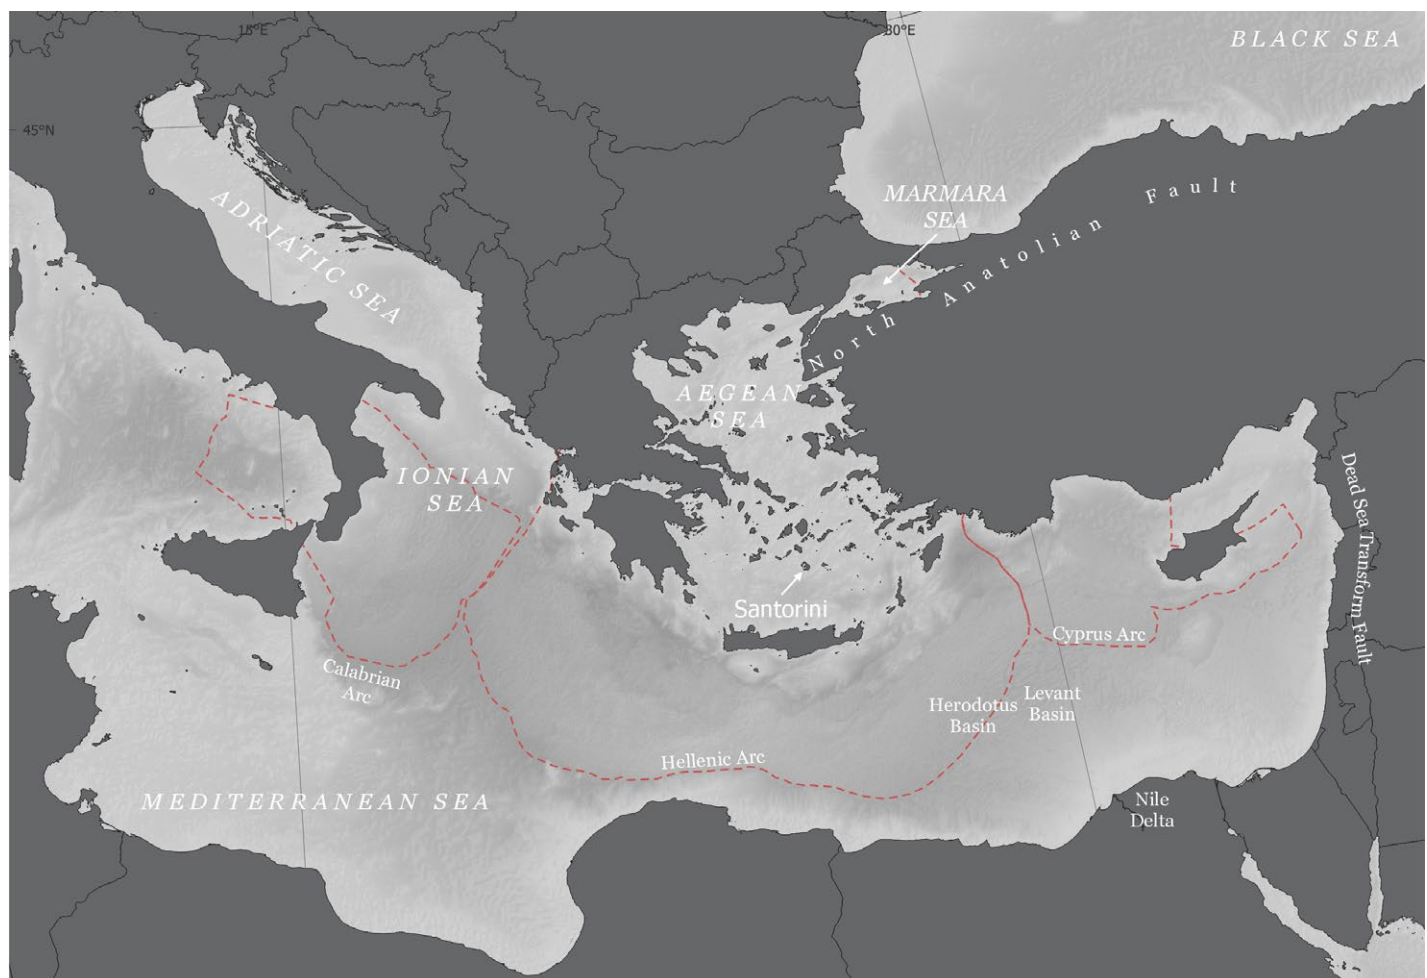 15°E
30°E
BLACK SEA
45°N
MARMARA
SEA
North Anatolian Fault
ADRIATIC SEA
AEGEAN
SEA
IONIAN
SEA
Dead Sea Transform Fault
Santorini
Cyprus Arc
Calabrian
Arc
Herodotus
Basin
Levant
Basin
Hellenic Arc
MEDITERRANEAN SEA
Nile
Delta